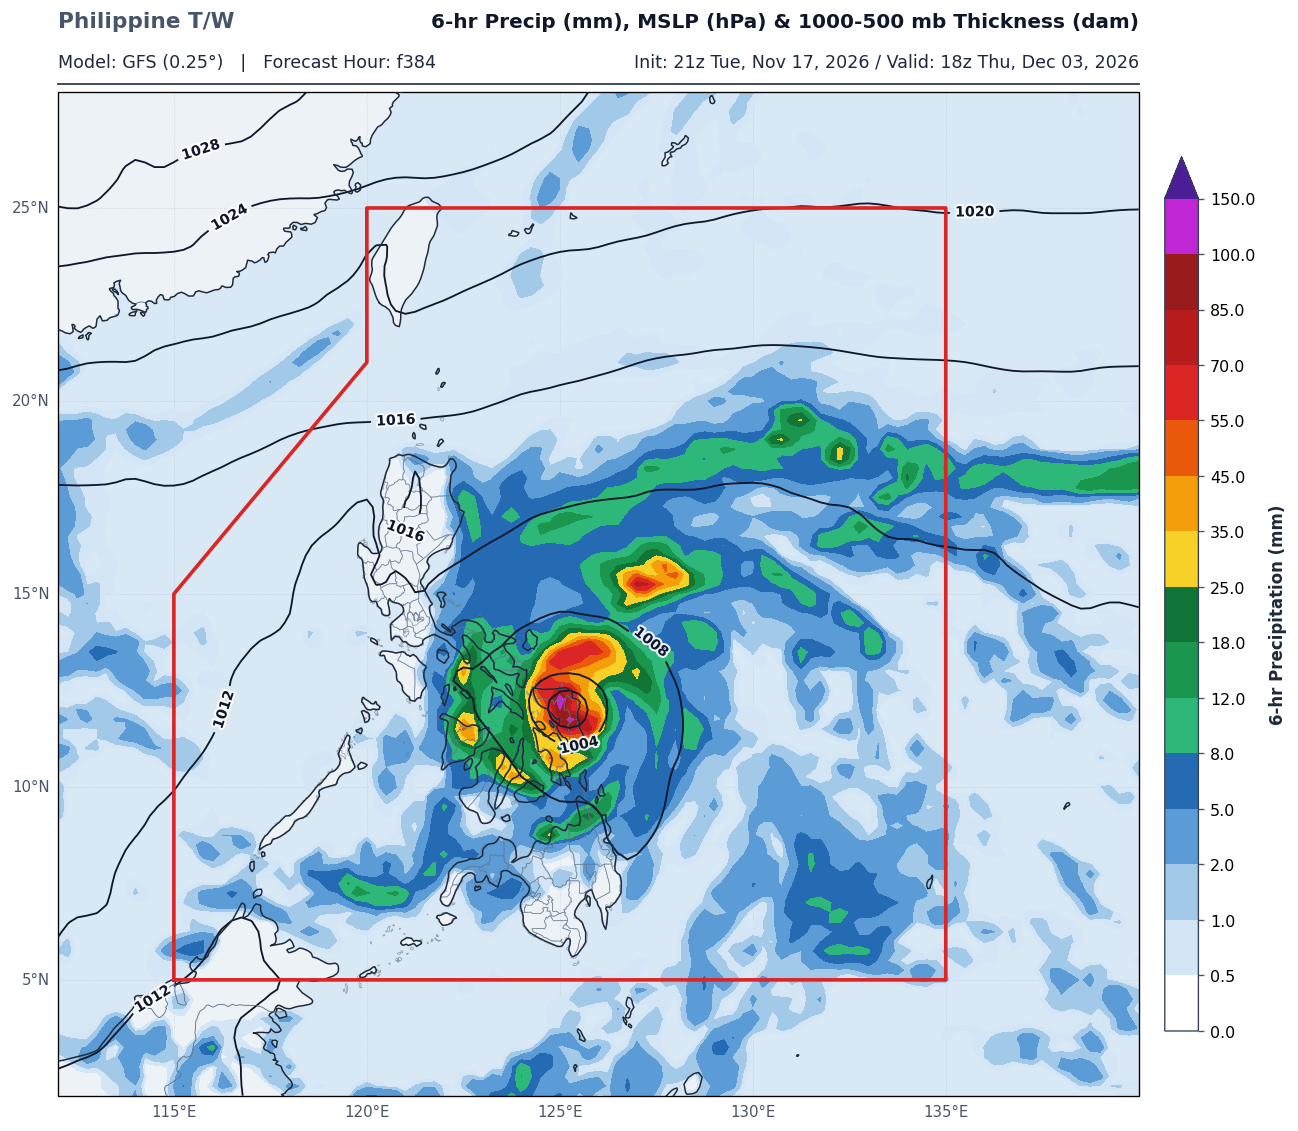 Philippine T/W
6-hr Precip (mm), MSLP (hPa) & 1000-500 mb Thickness (dam)
Model: GFS (0.25°) | Forecast Hour: f384
Init: 21z Tue, Nov 17, 2026 / Valid: 18z Thu, Dec 03, 2026
1028
1024
1020
1016
1016
1012
1008
1004
1012
25°N
20°N
15°N
10°N
5°N
115°E
120°E
125°E
130°E
135°E
150.0
100.0
85.0
70.0
55.0
45.0
35.0
25.0
18.0
12.0
8.0
5.0
2.0
1.0
0.5
0.0
6-hr Precipitation (mm)